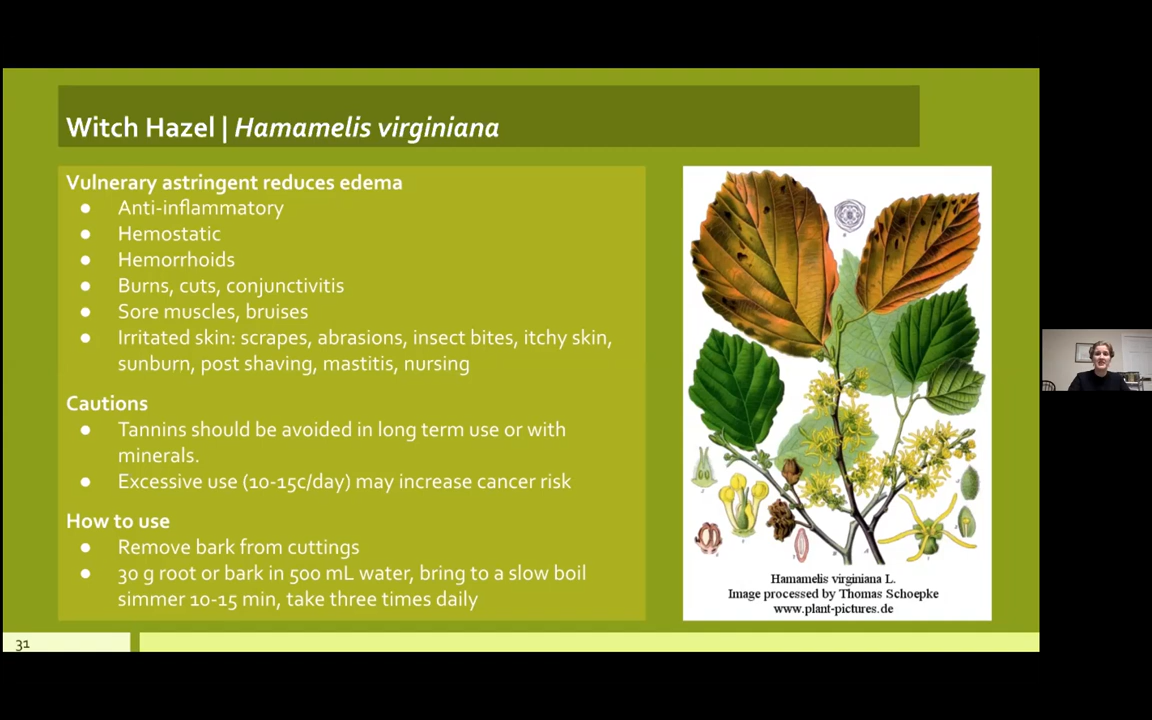 Witch Hazel | Hamamelis virginiana
Vulnerary astringent reduces edema
● Anti-inflammatory
● Hemostatic
● Hemorrhoids
● Burns, cuts, conjunctivitis
● Sore muscles, bruises
● Irritated skin: scrapes, abrasions, insect bites, itchy skin,
sunburn, post shaving, mastitis, nursing
Cautions
● Tannins should be avoided in long term use or with
minerals.
● Excessive use (10-15c/day) may increase cancer risk
How to use
● Remove bark from cuttings
● 30 g root or bark in 500 mL water, bring to a slow boil
simmer 10-15 min, take three times daily
Hamamelis virginiana L.
Image processed by Thomas Schoepke
www.plant-pictures.de
31